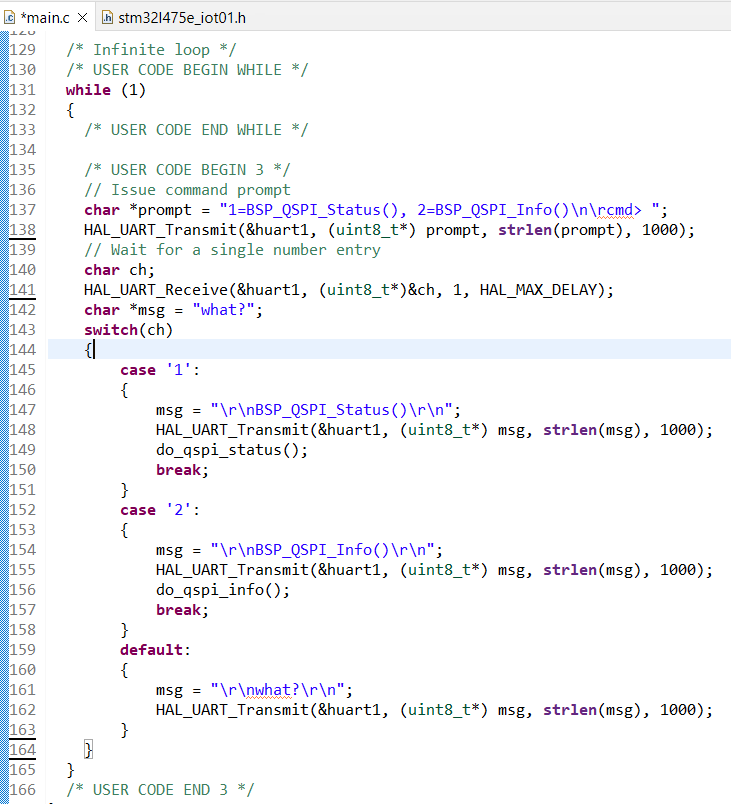 *main.c stm32l475e_iot01.h
128
129 /* Infinite loop */
130 /* USER CODE BEGIN WHILE */
131 while (1)
132 {
133 /* USER CODE END WHILE */
134
135 /* USER CODE BEGIN 3 */
136 // Issue command prompt
137 char *prompt = "1=BSP_QSPI_Status(), 2=BSP_QSPI_Info()\n\rcmd> ";
138 HAL_UART_Transmit(&huart1, (uint8_t*) prompt, strlen(prompt), 1000);
139 // Wait for a single number entry
140 char ch;
141 HAL_UART_Receive(&huart1, (uint8_t*)&ch, 1, HAL_MAX_DELAY);
142 char *msg = "what?";
143 switch(ch)
144 {
145 case '1':
146 {
147 msg = "\r\nBSP_QSPI_Status()\r\n";
148 HAL_UART_Transmit(&huart1, (uint8_t*) msg, strlen(msg), 1000);
149 do_qspi_status();
150 break;
151 }
152 case '2':
153 {
154 msg = "\r\nBSP_QSPI_Info()\r\n";
155 HAL_UART_Transmit(&huart1, (uint8_t*) msg, strlen(msg), 1000);
156 do_qspi_info();
157 break;
158 }
159 default:
160 {
161 msg = "\r\nwhat?\r\n";
162 HAL_UART_Transmit(&huart1, (uint8_t*) msg, strlen(msg), 1000);
163 }
164 }
165 }
166 /* USER CODE END 3 */